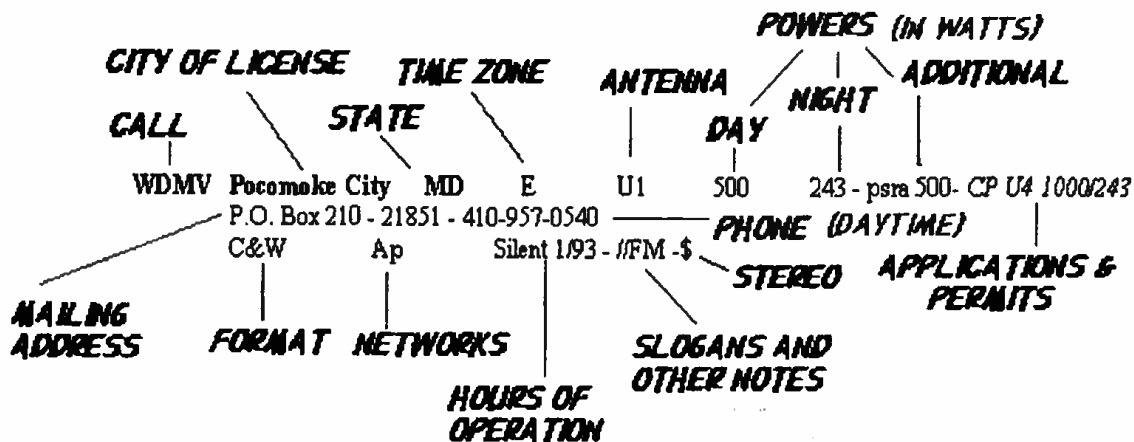 POWERS (IN WATTS)
CITY OF LICENSE
TIME ZONE
ANTENNA
ADDITIONAL
NIGHT
CALL
STATE
DAY
WDMV Pocomoke City MD E U1 500 243 - psra 500- CP U4 1000/243
P.O. Box 210 - 21851 - 410-957-0540
PHONE (DAYTIME)
C&W Ap Silent 1/93 - //FM -$
STEREO
APPLICATIONS &
PERMITS
MAILING
ADDRESS
FORMAT
NETWORKS
SLOGANS AND
OTHER NOTES
HOURS OF
OPERATION